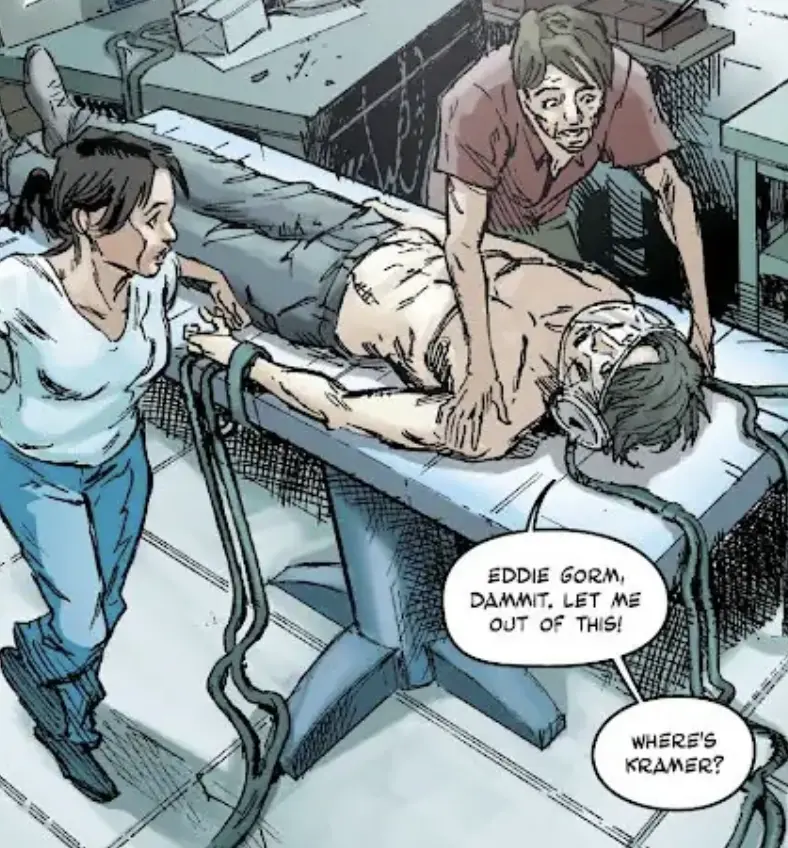 EDDIE GORM,
DAMMIT. LET ME
OUT OF THIS!
WHERE'S
KRAMER?